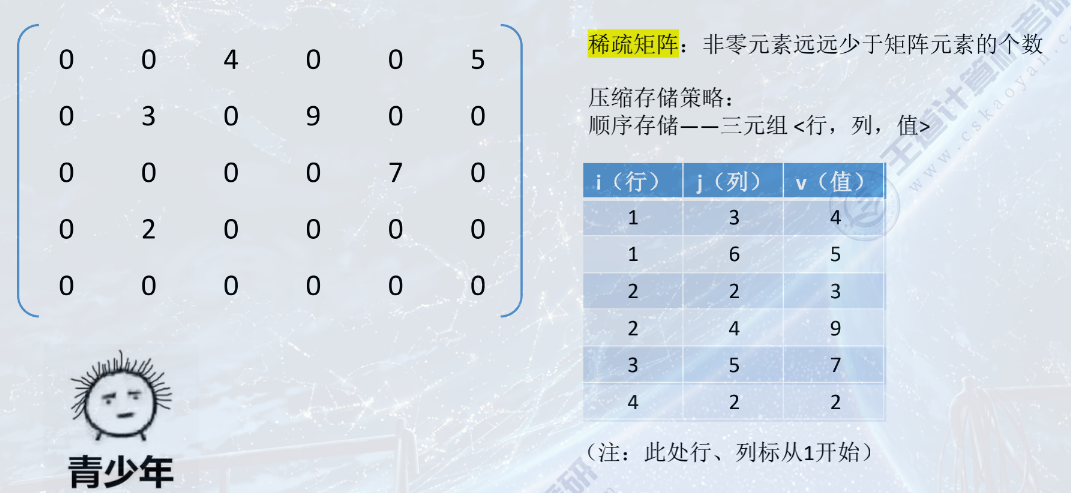 0 0 4 0 0 5
0 3 0 9 0 0
0 0 0 0 7 0
0 2 0 0 0 0
0 0 0 0 0 0
青少年
稀疏矩阵：非零元素远远少于矩阵元素的个数
压缩存储策略：
顺序存储——三元组 <行，列，值>
i（行） j（列） v（值）
1 3 4
1 6 5
2 2 3
2 4 9
3 5 7
4 2 2
（注：此处行、列标从1开始）
王道计算机考研
www.cskaoyan.com